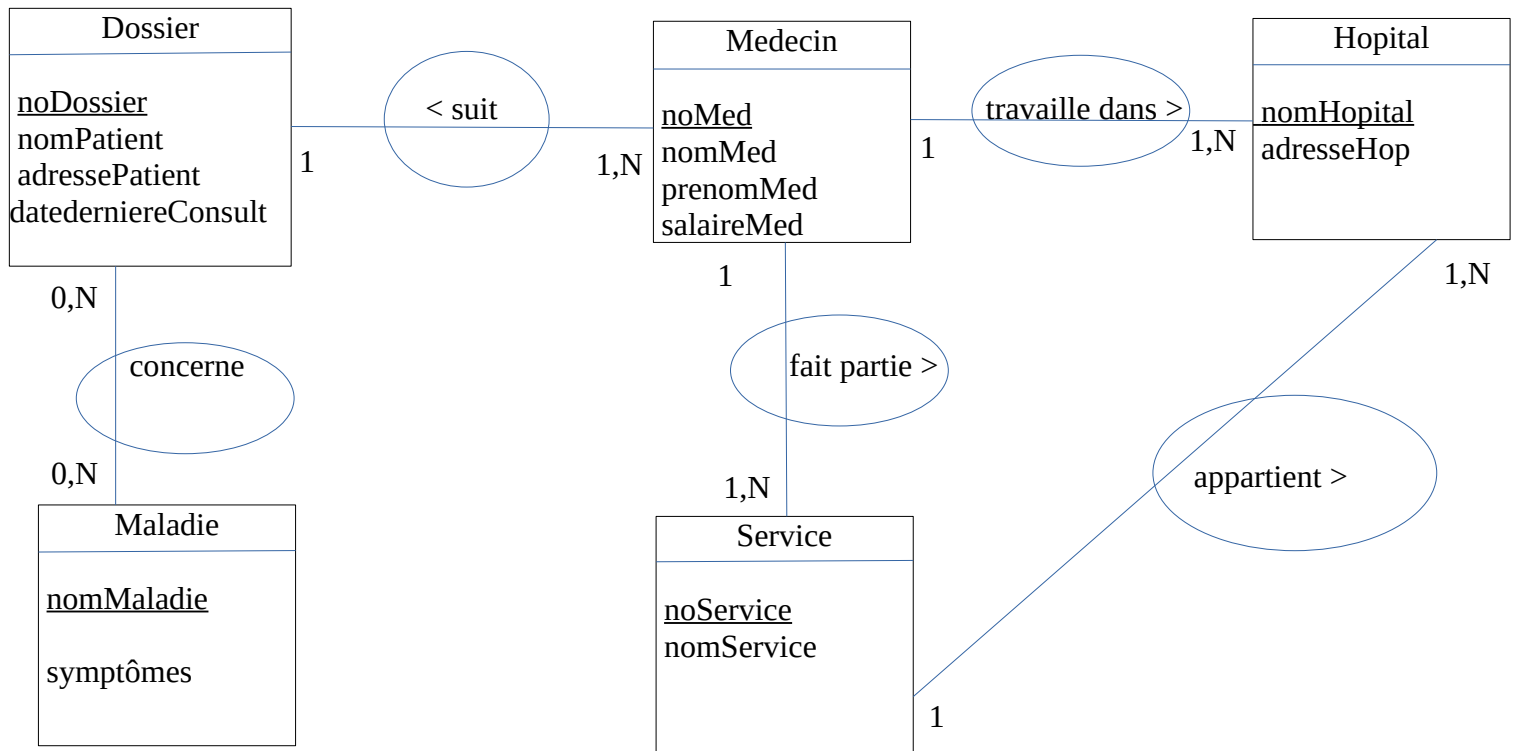 Dossier
noDossier
nomPatient
adressePatient
datederniereConsult
< suit
1
1,N
Medecin
noMed
nomMed
prenomMed
salaireMed
travaille dans >
1
1,N
Hopital
nomHopital
adresseHop
0,N
concerne
0,N
Maladie
nomMaladie
symptômes
1
fait partie >
1,N
Service
noService
nomService
1,N
appartient >
1